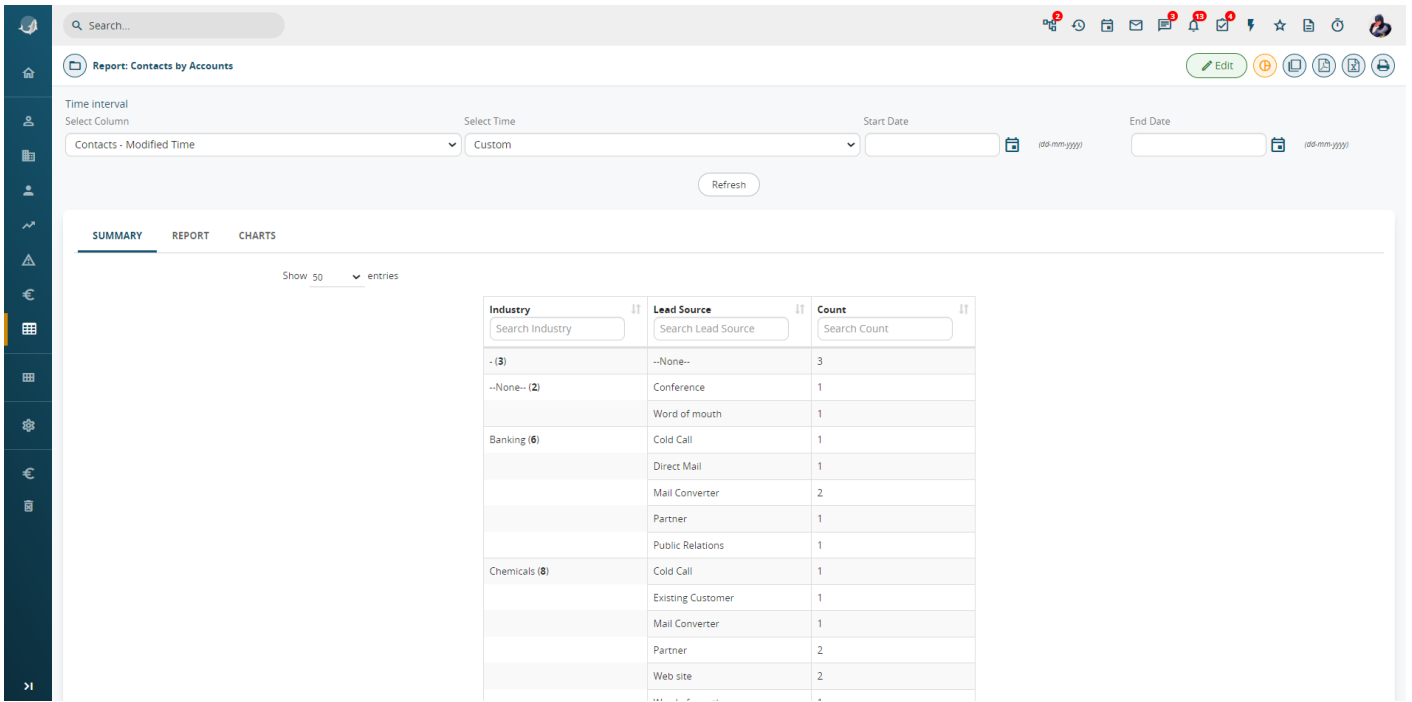 Search...
2
3
13
4
Report: Contacts by Accounts
Edit
Time interval
Select Column Select Time Start Date End Date
Contacts - Modified Time Custom (dd-mm-yyyy) (dd-mm-yyyy)
Refresh
SUMMARY REPORT CHARTS
Show 50 entries
Industry Lead Source Count
Search Industry Search Lead Source Search Count
- (3) --None-- 3
--None-- (2) Conference 1
Word of mouth 1
Banking (6) Cold Call 1
Direct Mail 1
Mail Converter 2
Partner 1
Public Relations 1
Chemicals (8) Cold Call 1
Existing Customer 1
Mail Converter 1
Partner 2
Web site 2